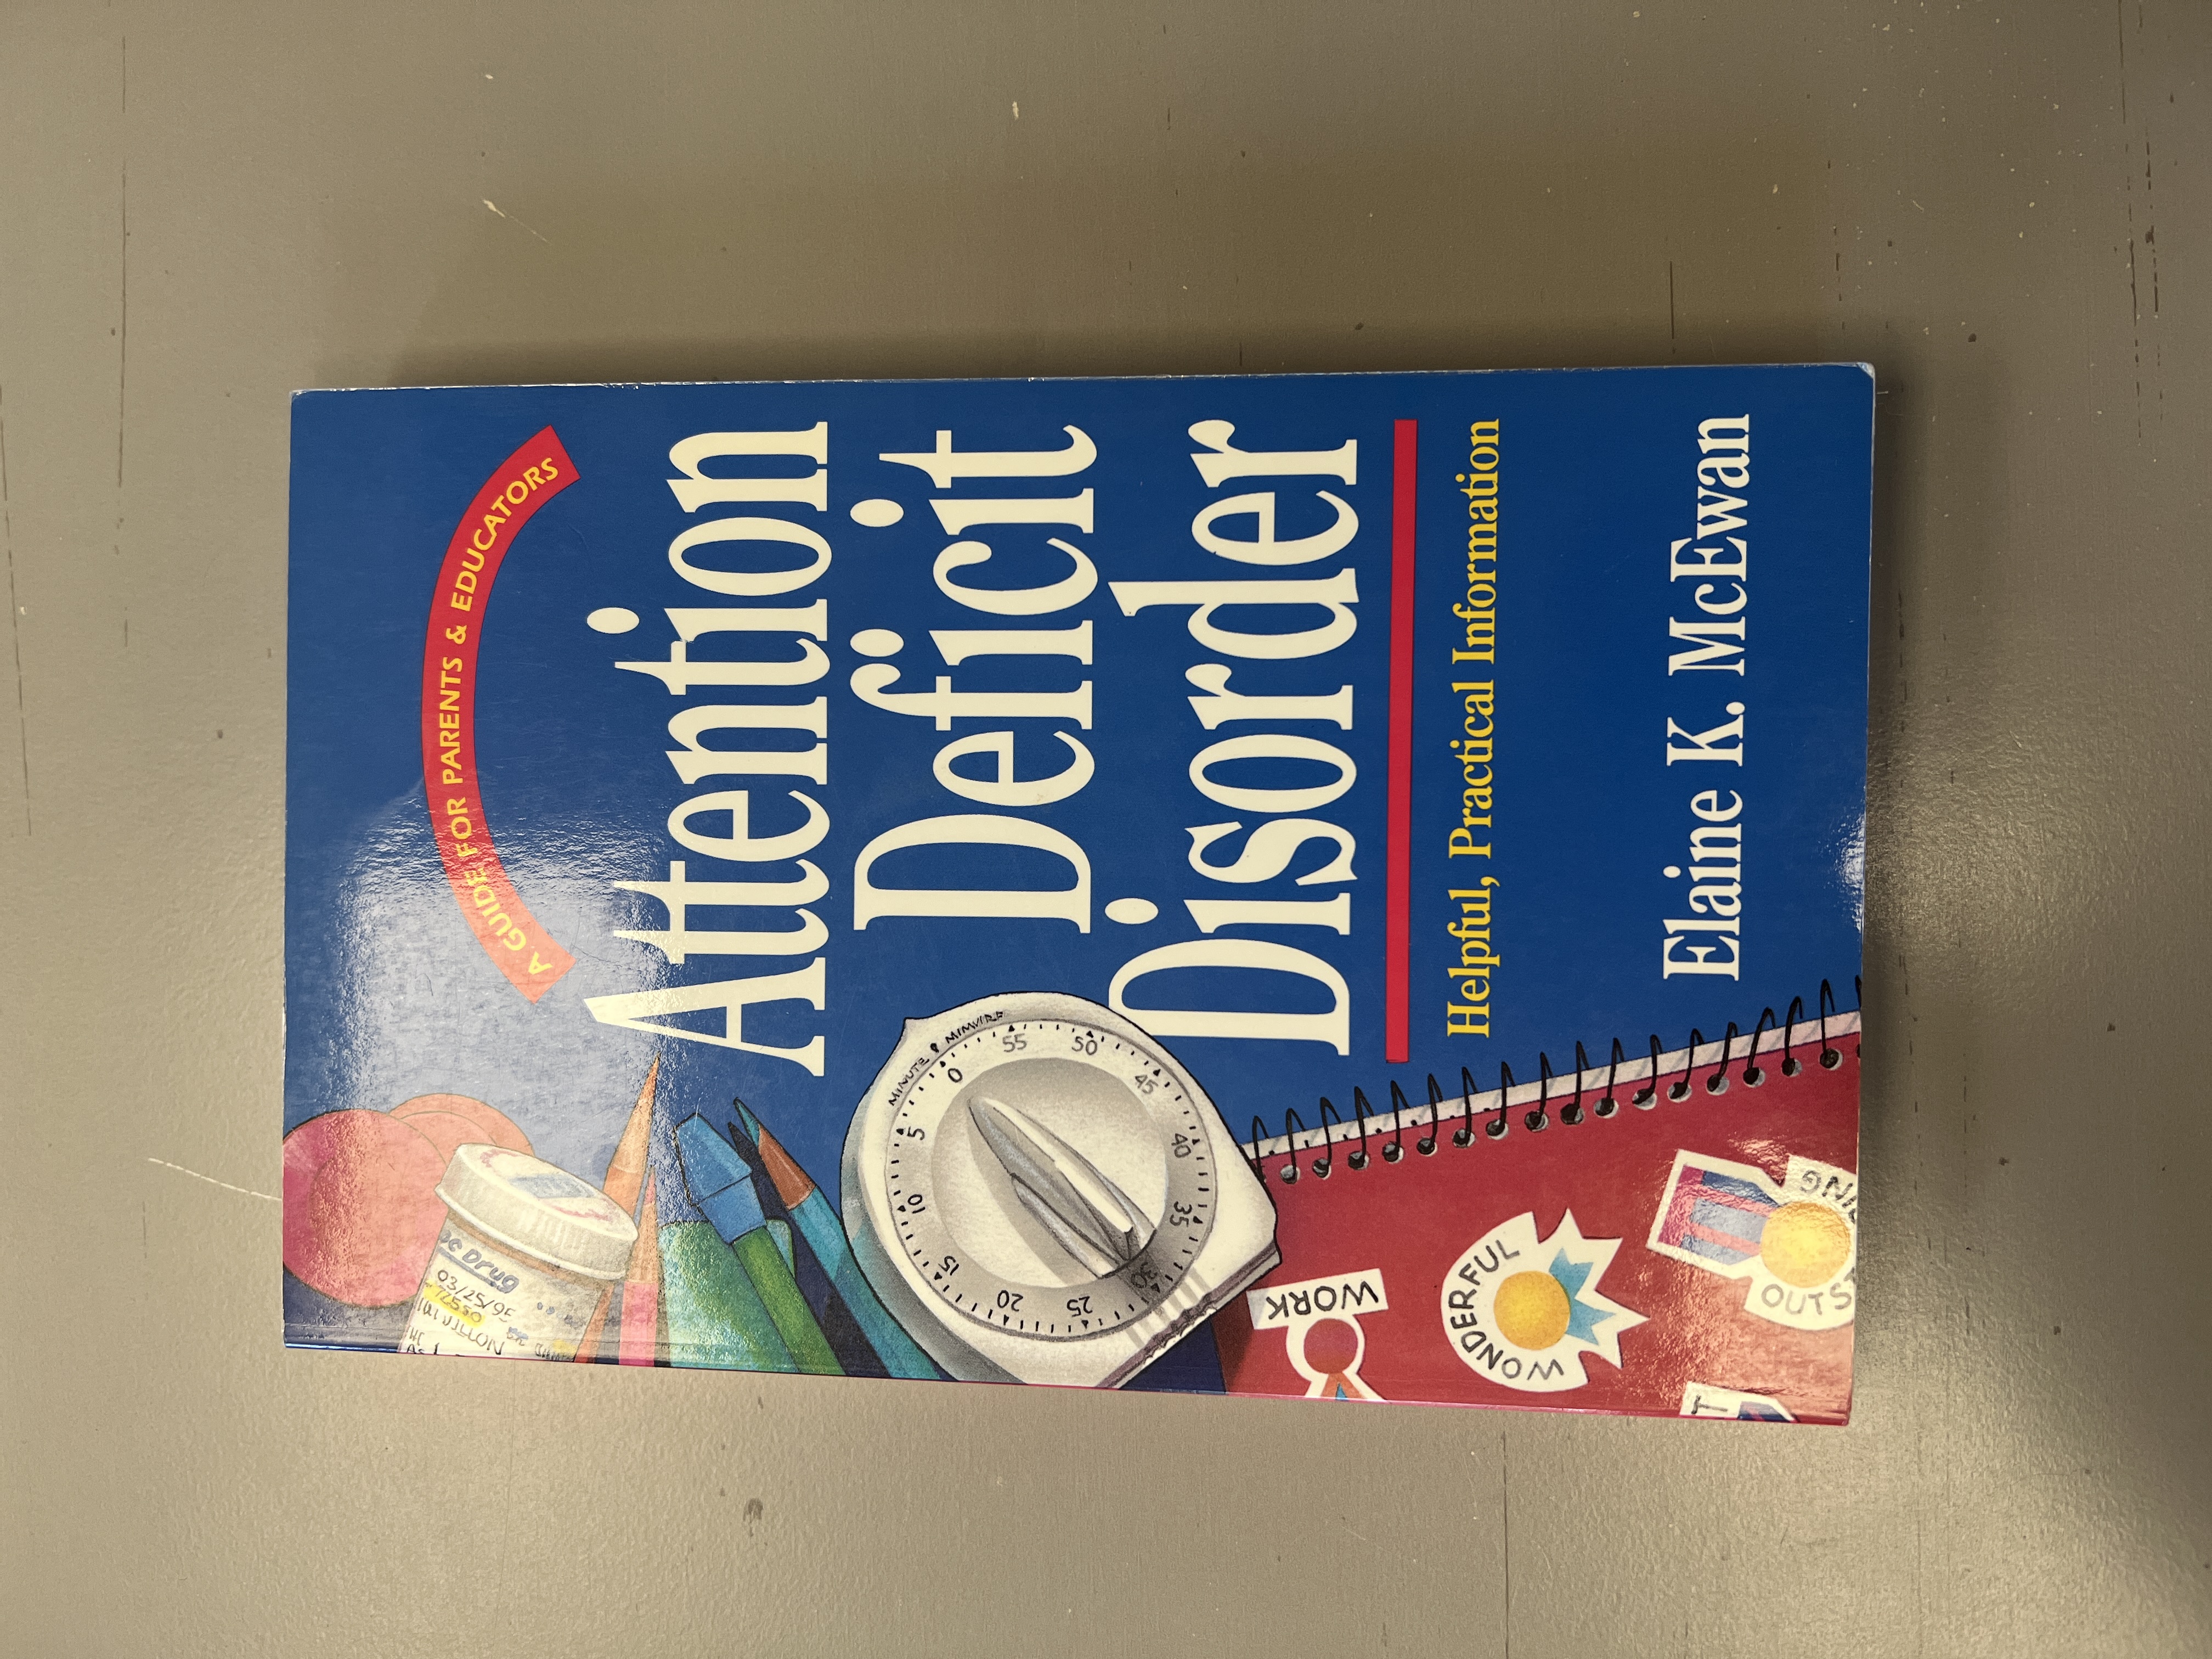 A GUIDE FOR PARENTS & EDUCATORS
Attention
Deficit
Disorder
Helpful, Practical Information
Elaine K. McEwan
Drug
03/25/95
MINUTE MINDER
0
5
10
15
20
25
30
35
40
45
50
55
WORK
WONDERFUL